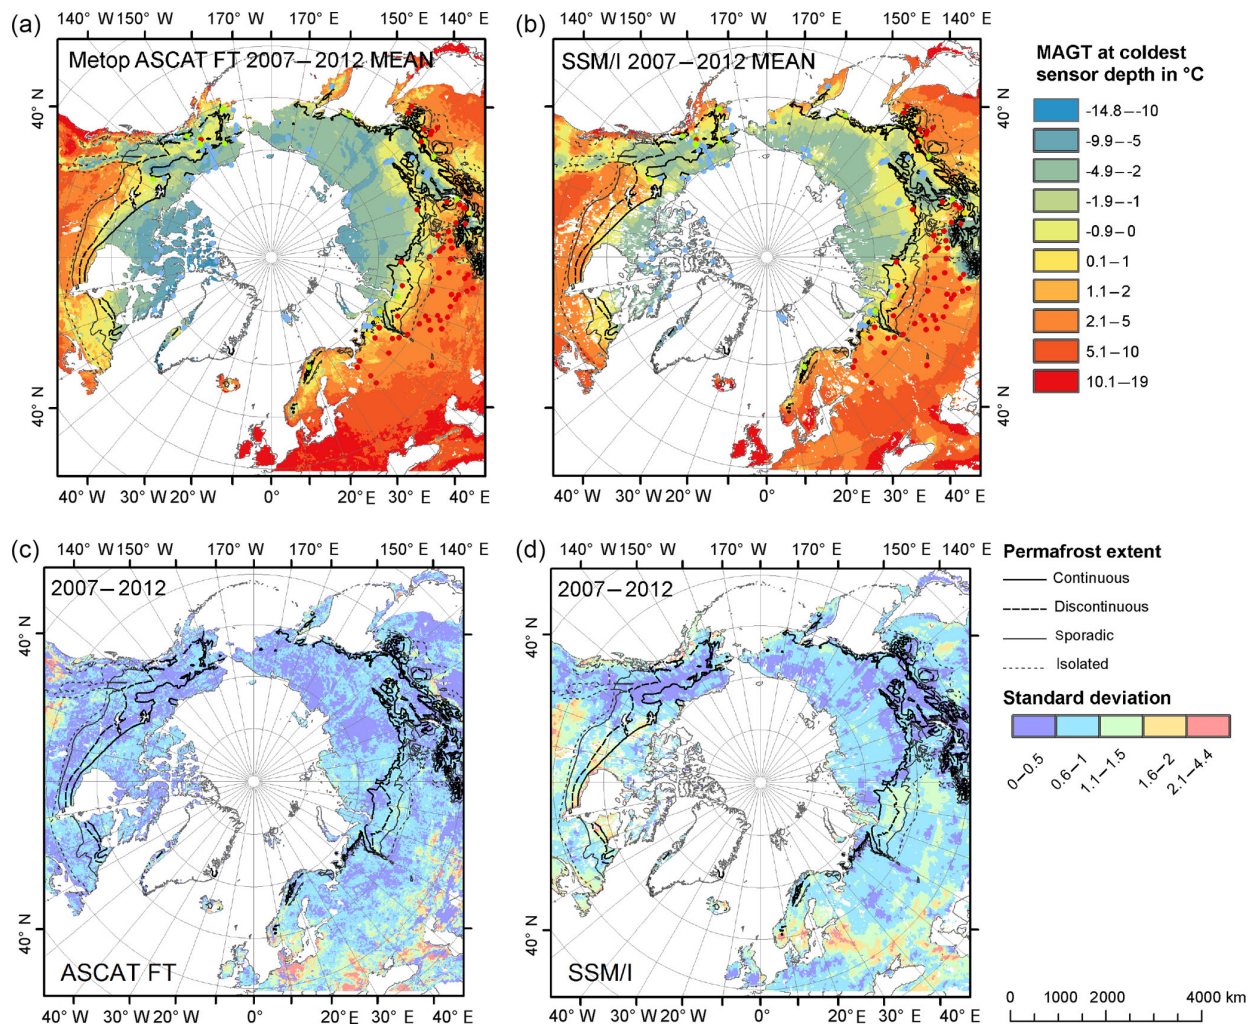 (a)
140° W 150° W 170° W 170° E 150° E 140° E
Metop ASCAT FT 2007–2012 MEAN
40° N
40° N
40° W 30° W 20° W 0° 20° E 30° E 40° E
(b)
140° W 150° W 170° W 170° E 150° E 140° E
SSM/I 2007–2012 MEAN
40° N
40° N
40° W 30° W 20° W 0° 20° E 30° E 40° E
MAGT at coldest
sensor depth in °C
-14.8–-10
-9.9–-5
-4.9–-2
-1.9–-1
-0.9–0
0.1–1
1.1–2
2.1–5
5.1–10
10.1–19
(c)
140° W 150° W 170° W 170° E 150° E 140° E
2007–2012
40° N
40° N
ASCAT FT
40° W 30° W 20° W 0° 20° E 30° E 40° E
(d)
140° W 150° W 170° W 170° E 150° E 140° E
2007–2012
40° N
40° N
SSM/I
40° W 30° W 20° W 0° 20° E 30° E 40° E
Permafrost extent
Continuous
Discontinuous
Sporadic
Isolated
Standard deviation
0–0.5
0.6–1
1.1–1.5
1.6–2
2.1–4.4
0 1000 2000 4000 km